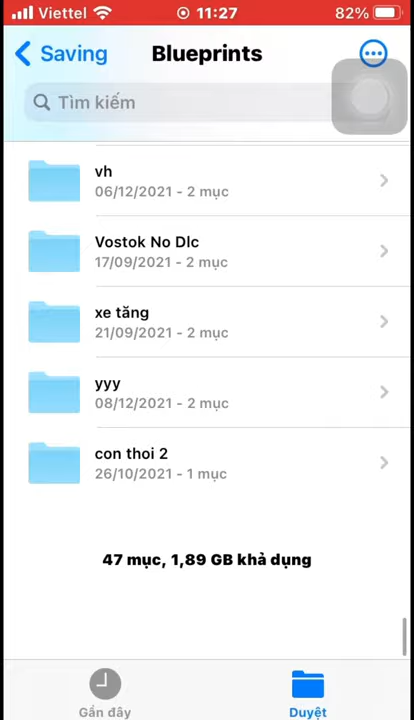 Viettel 11:27 82%
Saving Blueprints
Tìm kiếm
vh
06/12/2021 - 2 mục
Vostok No Dlc
17/09/2021 - 2 mục
xe tăng
21/09/2021 - 2 mục
yyy
08/12/2021 - 2 mục
con thoi 2
26/10/2021 - 1 mục
47 mục, 1,89 GB khả dụng
Gần đây Duyệt